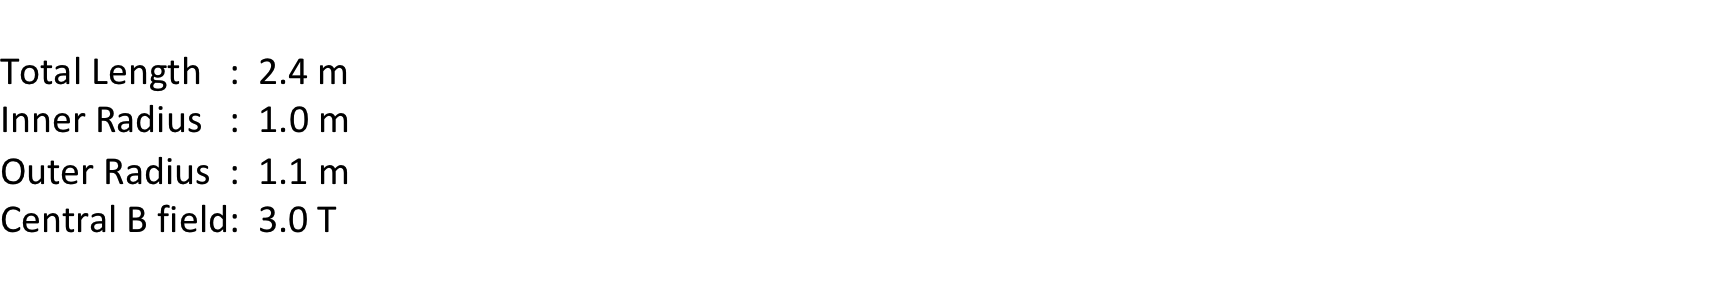 Total Length : 2.4 m
Inner Radius : 1.0 m
Outer Radius : 1.1 m
Central B field: 3.0 T